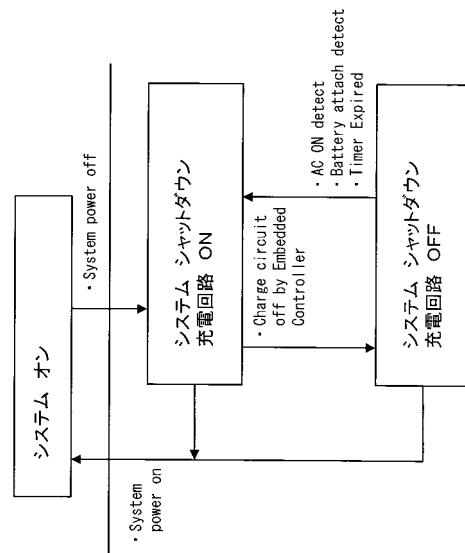 システム オン
・System power off
・System
power on
システム シャットダウン
充電回路 ON
・Charge circuit
off by Embedded
Controller
・AC ON detect
・Battery attach detect
・Timer Expired
システム シャットダウン
充電回路 OFF